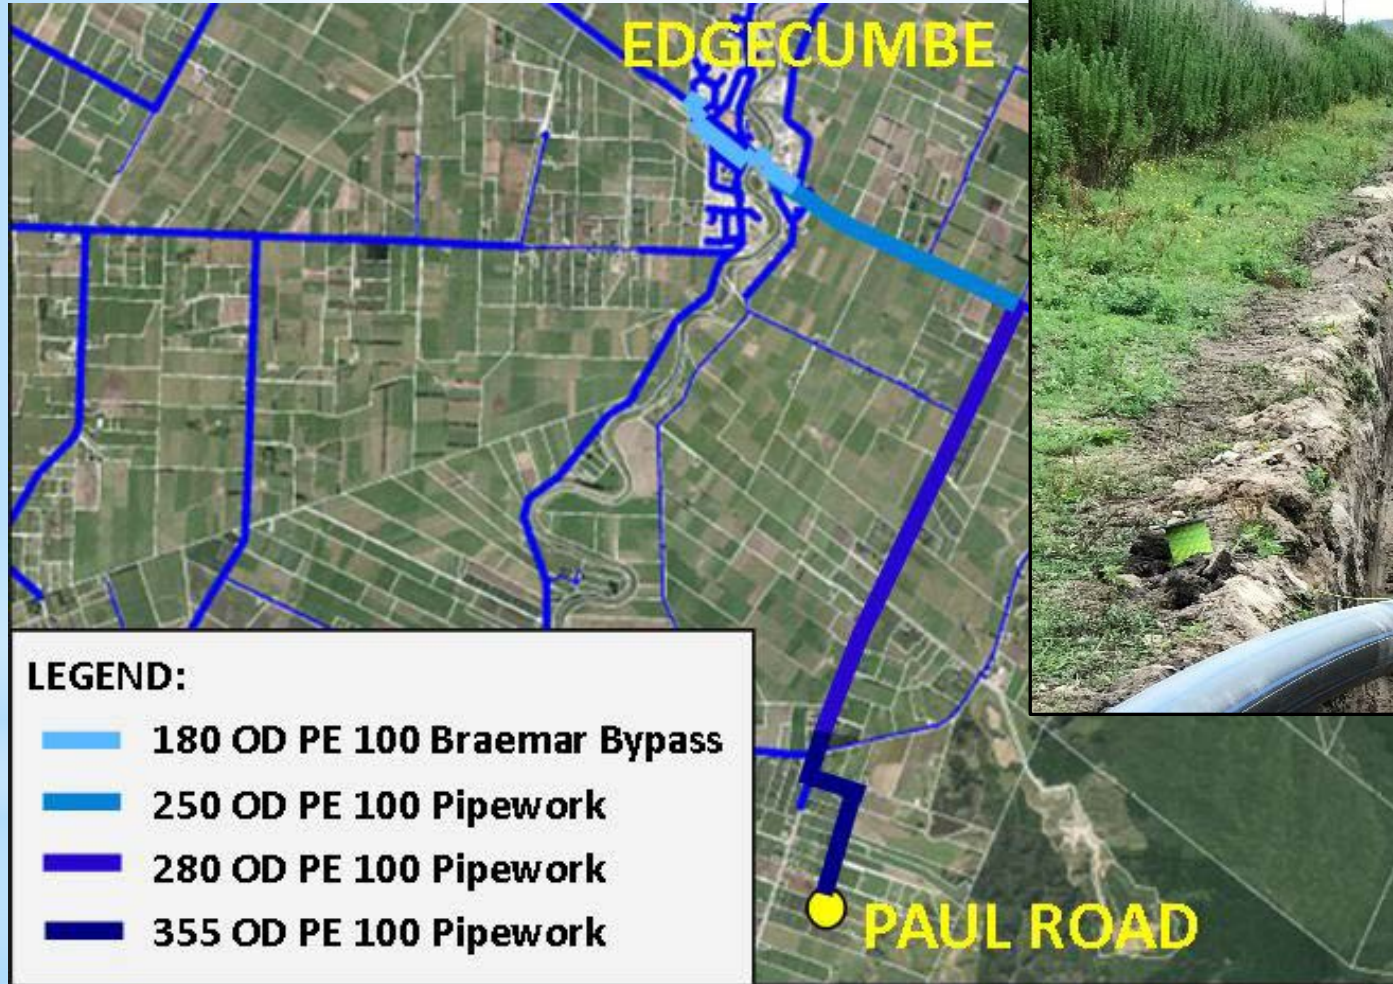 EDGECUMBE
LEGEND:
180 OD PE 100 Braemar Bypass
250 OD PE 100 Pipework
280 OD PE 100 Pipework
355 OD PE 100 Pipework
PAUL ROAD